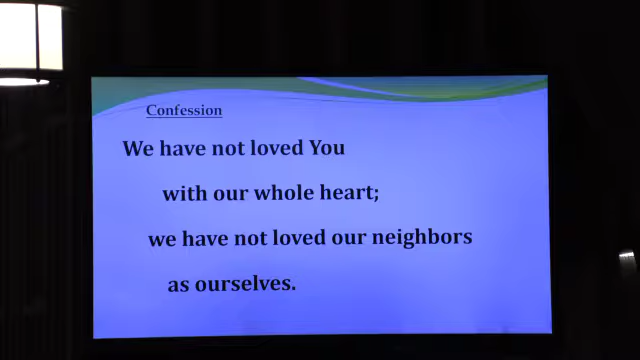 Confession
We have not loved You
with our whole heart;
we have not loved our neighbors
as ourselves.